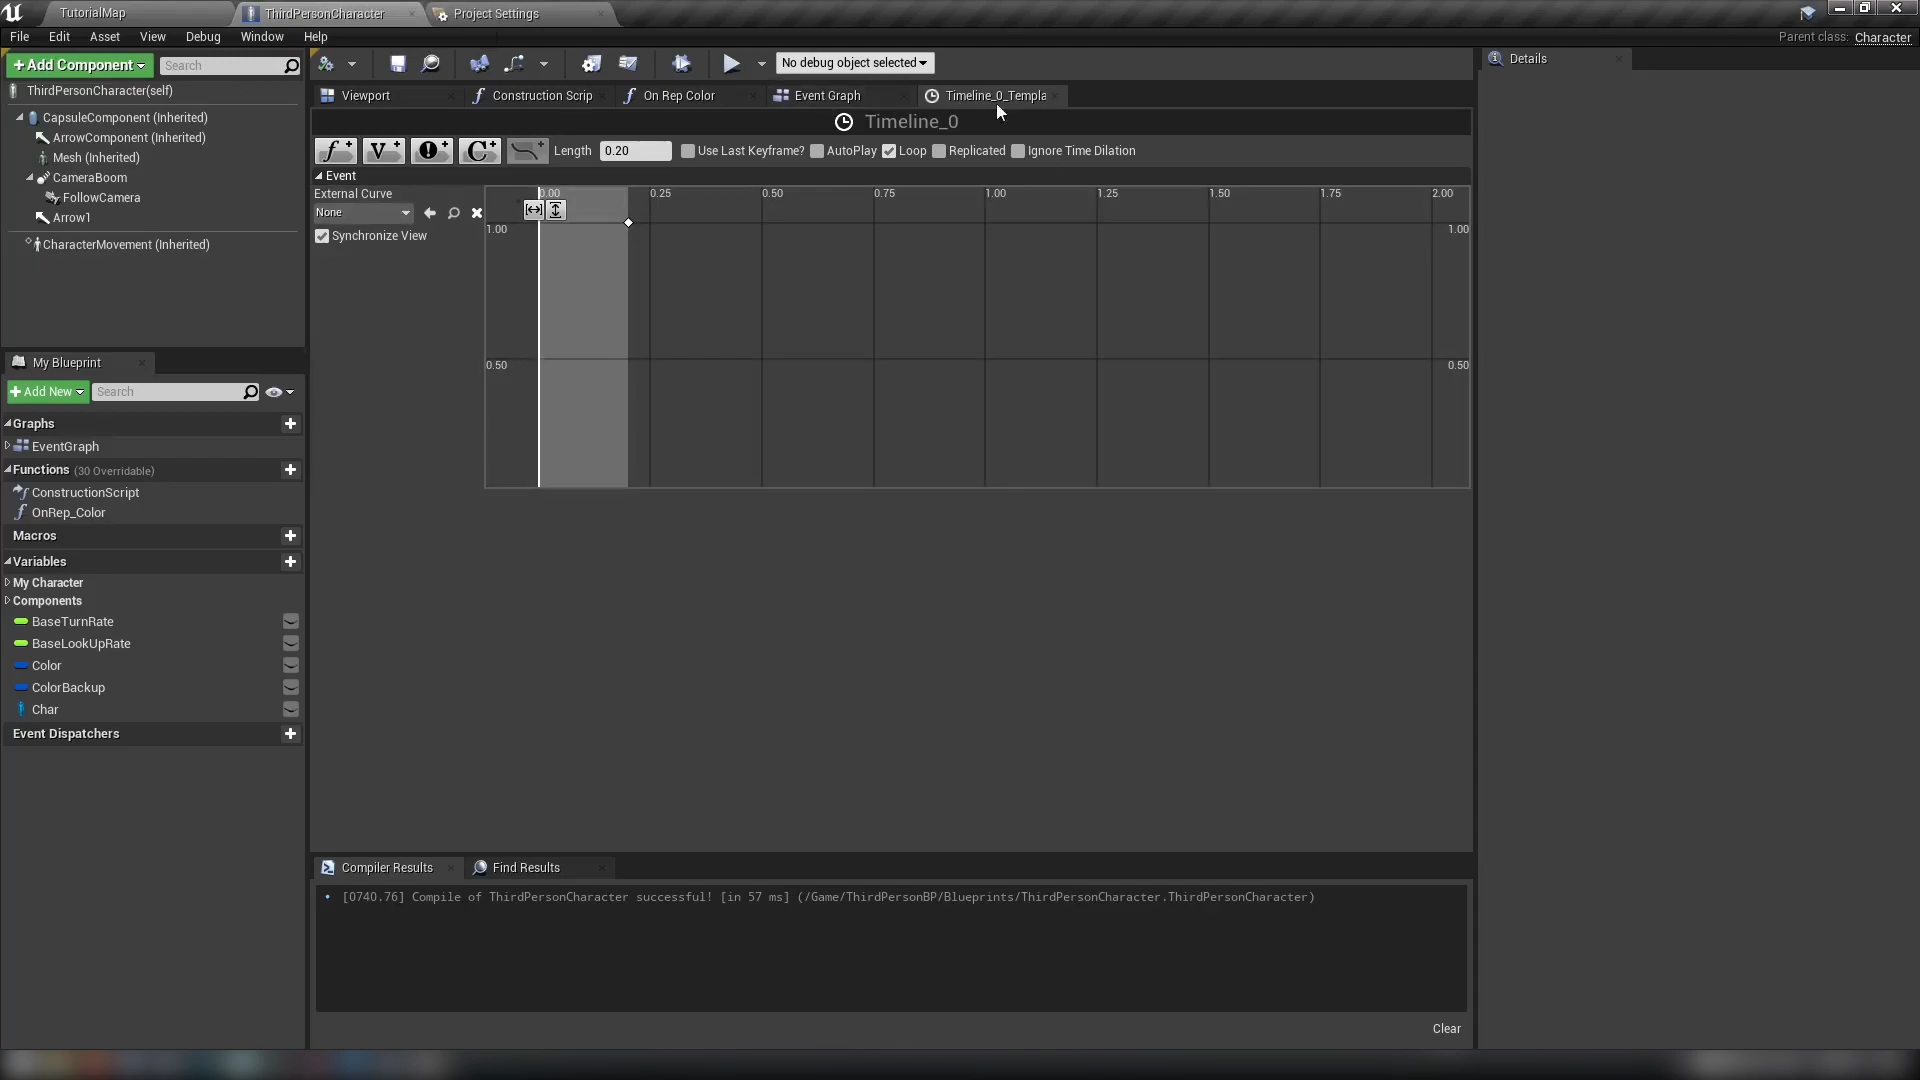 TutorialMap
ThirdPersonCharacter
Project Settings
File Edit Asset View Debug Window Help
Parent class: Character
Add Component
Search
No debug object selected
Details
ThirdPersonCharacter(self)
Viewport
Construction Scrip
On Rep Color
Event Graph
Timeline_0_Templa
CapsuleComponent (Inherited)
ArrowComponent (Inherited)
Mesh (Inherited)
CameraBoom
FollowCamera
Arrow1
CharacterMovement (Inherited)
Timeline_0
Length 0.20 Use Last Keyframe? AutoPlay Loop Replicated Ignore Time Dilation
Event
External Curve
None
Synchronize View
0.00 0.25 0.50 0.75 1.00 1.25 1.50 1.75 2.00
1.00 1.00
0.50 0.50
My Blueprint
Add New
Search
Graphs
EventGraph
Functions (30 Overridable)
ConstructionScript
OnRep_Color
Macros
Variables
My Character
Components
BaseTurnRate
BaseLookUpRate
Color
ColorBackup
Char
Event Dispatchers
Compiler Results
Find Results
[0740.76] Compile of ThirdPersonCharacter successful! [in 57 ms] (/Game/ThirdPersonBP/Blueprints/ThirdPersonCharacter.ThirdPersonCharacter)
Clear